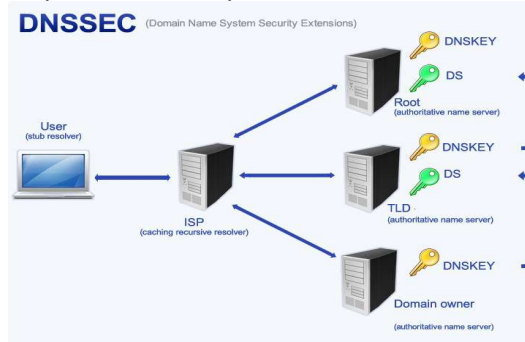 DNSSEC (Domain Name System Security Extensions)
DNSKEY
DS
Root
(authoritative name server)
User
(stub resolver)
DNSKEY
DS
ISP
(caching recursive resolver)
TLD
(authoritative name server)
DNSKEY
Domain owner
(authoritative name server)